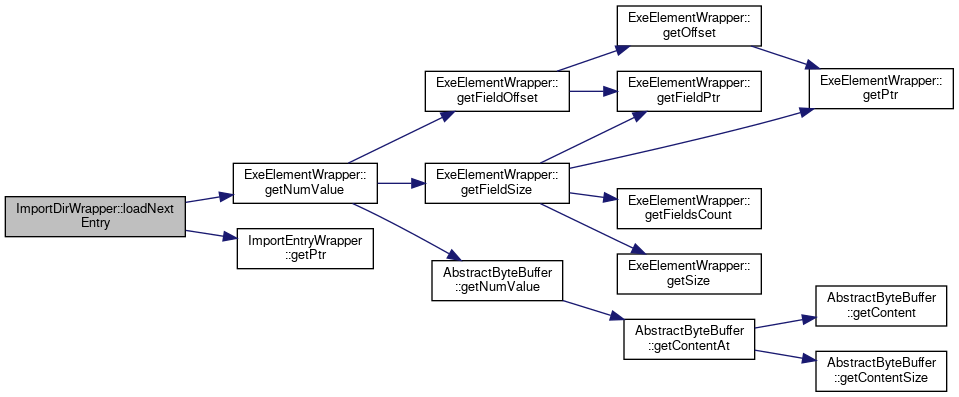 ImportDirWrapper::loadNext
Entry
ExeElementWrapper::
getNumValue
ImportEntryWrapper
::getPtr
ExeElementWrapper::
getFieldOffset
ExeElementWrapper::
getFieldSize
AbstractByteBuffer
::getNumValue
ExeElementWrapper::
getOffset
ExeElementWrapper::
getFieldPtr
ExeElementWrapper::
getFieldsCount
ExeElementWrapper::
getSize
AbstractByteBuffer
::getContentAt
ExeElementWrapper::
getPtr
AbstractByteBuffer
::getContent
AbstractByteBuffer
::getContentSize